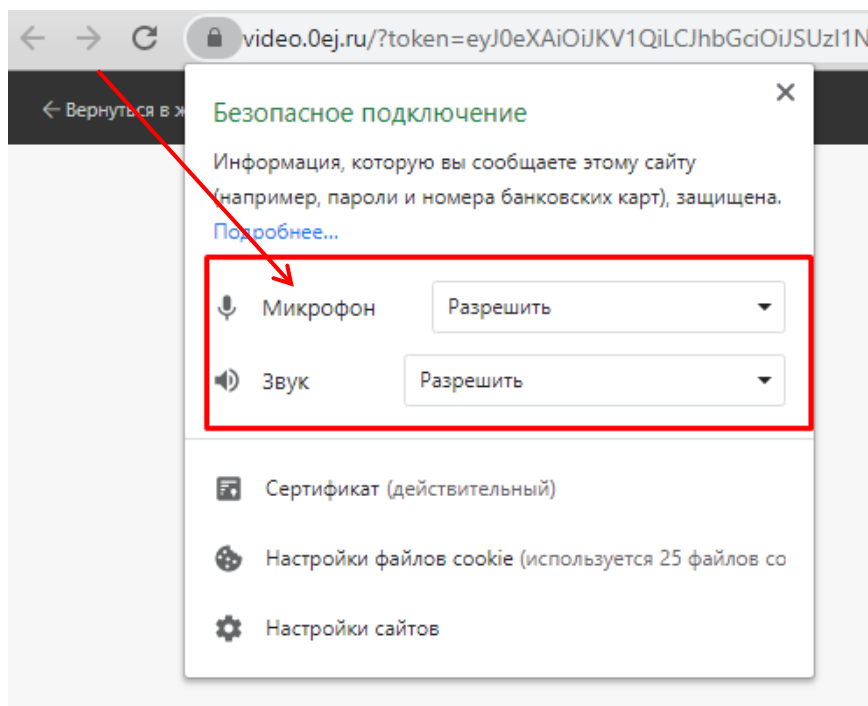 video.0ej.ru/?token=eyJ0eXAiOiJKV1QiLCJhbGciOiJSUzI1N
← Вернуться в ж
Безопасное подключение
Информация, которую вы сообщаете этому сайту
(например, пароли и номера банковских карт), защищена.
Подробнее...
Микрофон Разрешить
Звук Разрешить
Сертификат (действительный)
Настройки файлов cookie (используется 25 файлов co
Настройки сайтов